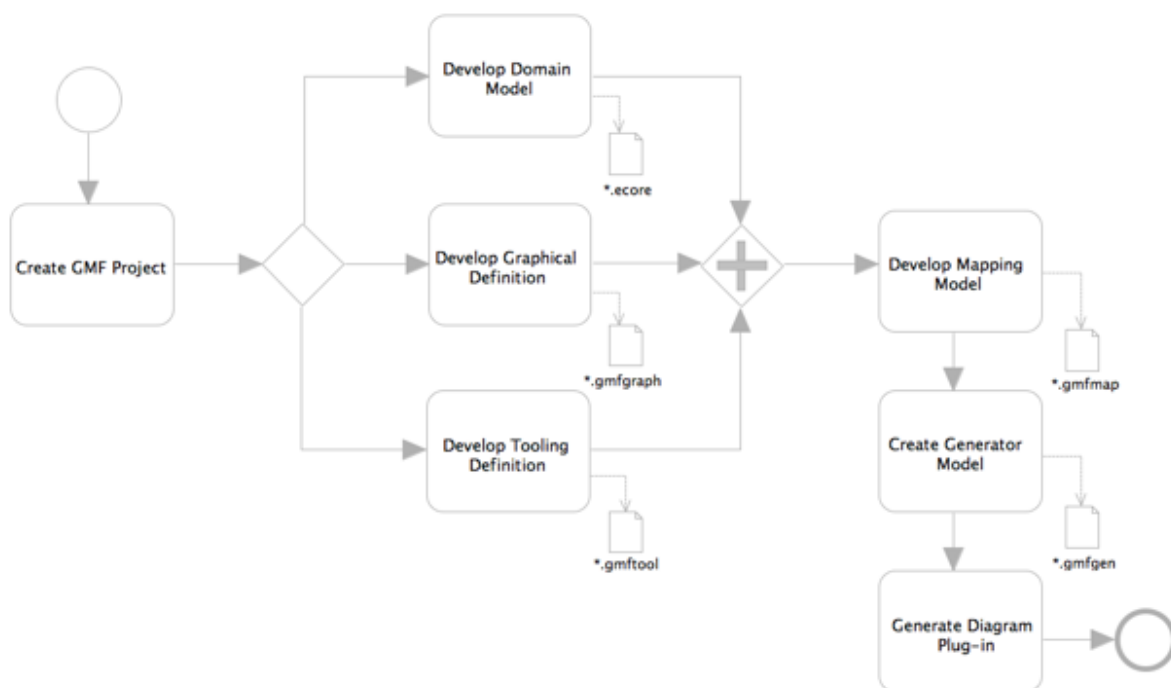 Create GMF Project
Develop Domain
Model
*.ecore
Develop Graphical
Definition
*.gmfgraph
Develop Tooling
Definition
*.gmftool
Develop Mapping
Model
*.gmfmap
Create Generator
Model
*.gmfgen
Generate Diagram
Plug-in